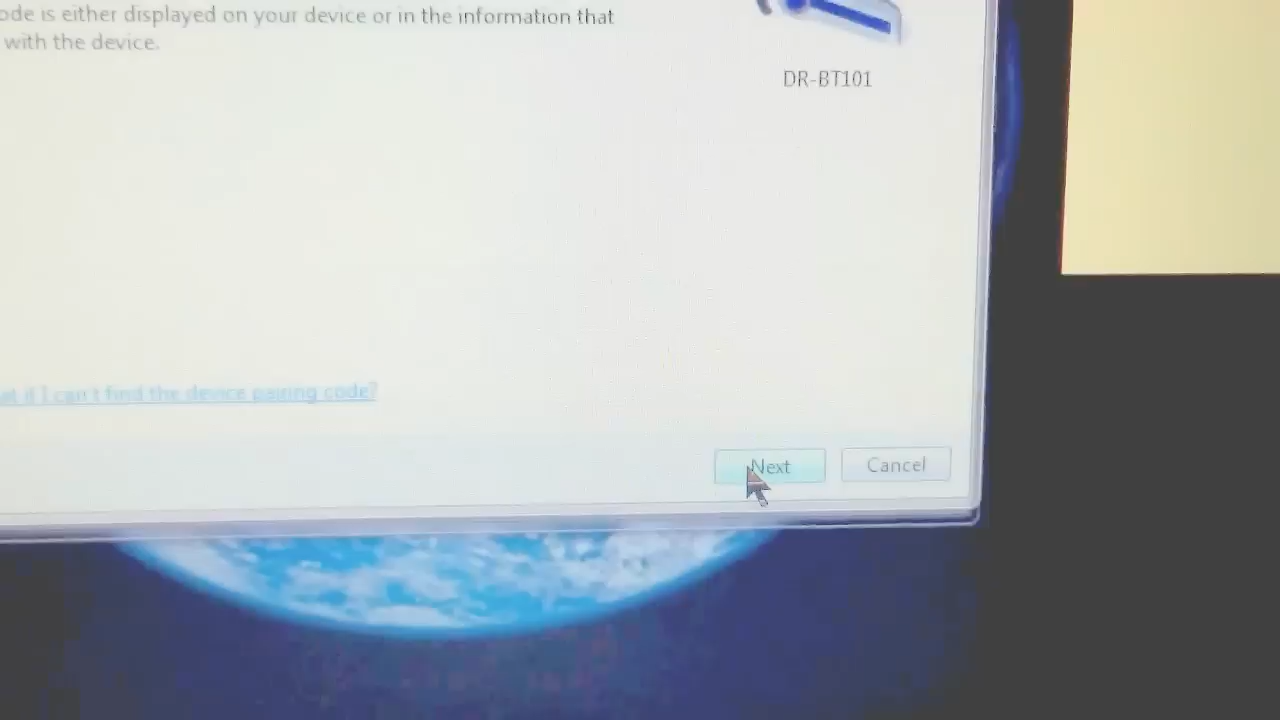 ode is either displayed on your device or in the information that
with the device.
DR-BT101
if I can't find the device pairing code?
Next
Cancel